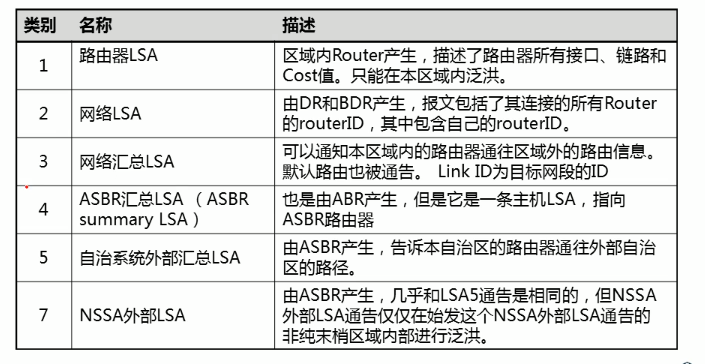 类别 名称 描述
1 路由器LSA 区域内Router产生，描述了路由器所有接口、链路和
Cost值。只能在本区域内泛洪。
2 网络LSA 由DR和BDR产生，报文包括了其连接的所有Router
的routerID，其中包含自己的routerID。
3 网络汇总LSA 可以通知本区域内的路由器通往区域外的路由信息。
默认路由也被通告。 Link ID为目标网段的ID
4 ASBR汇总LSA （ASBR
summary LSA）
也是由ABR产生，但是它是一条主机LSA，指向
ASBR路由器
5 自治系统外部汇总LSA 由ASBR产生，告诉本自治区的路由器通往外部自治
区的路径。
7 NSSA外部LSA 由ASBR产生，几乎和LSA5通告是相同的，但NSSA
外部LSA通告仅仅在始发这个NSSA外部LSA通告的
非纯末梢区域内部进行泛洪。